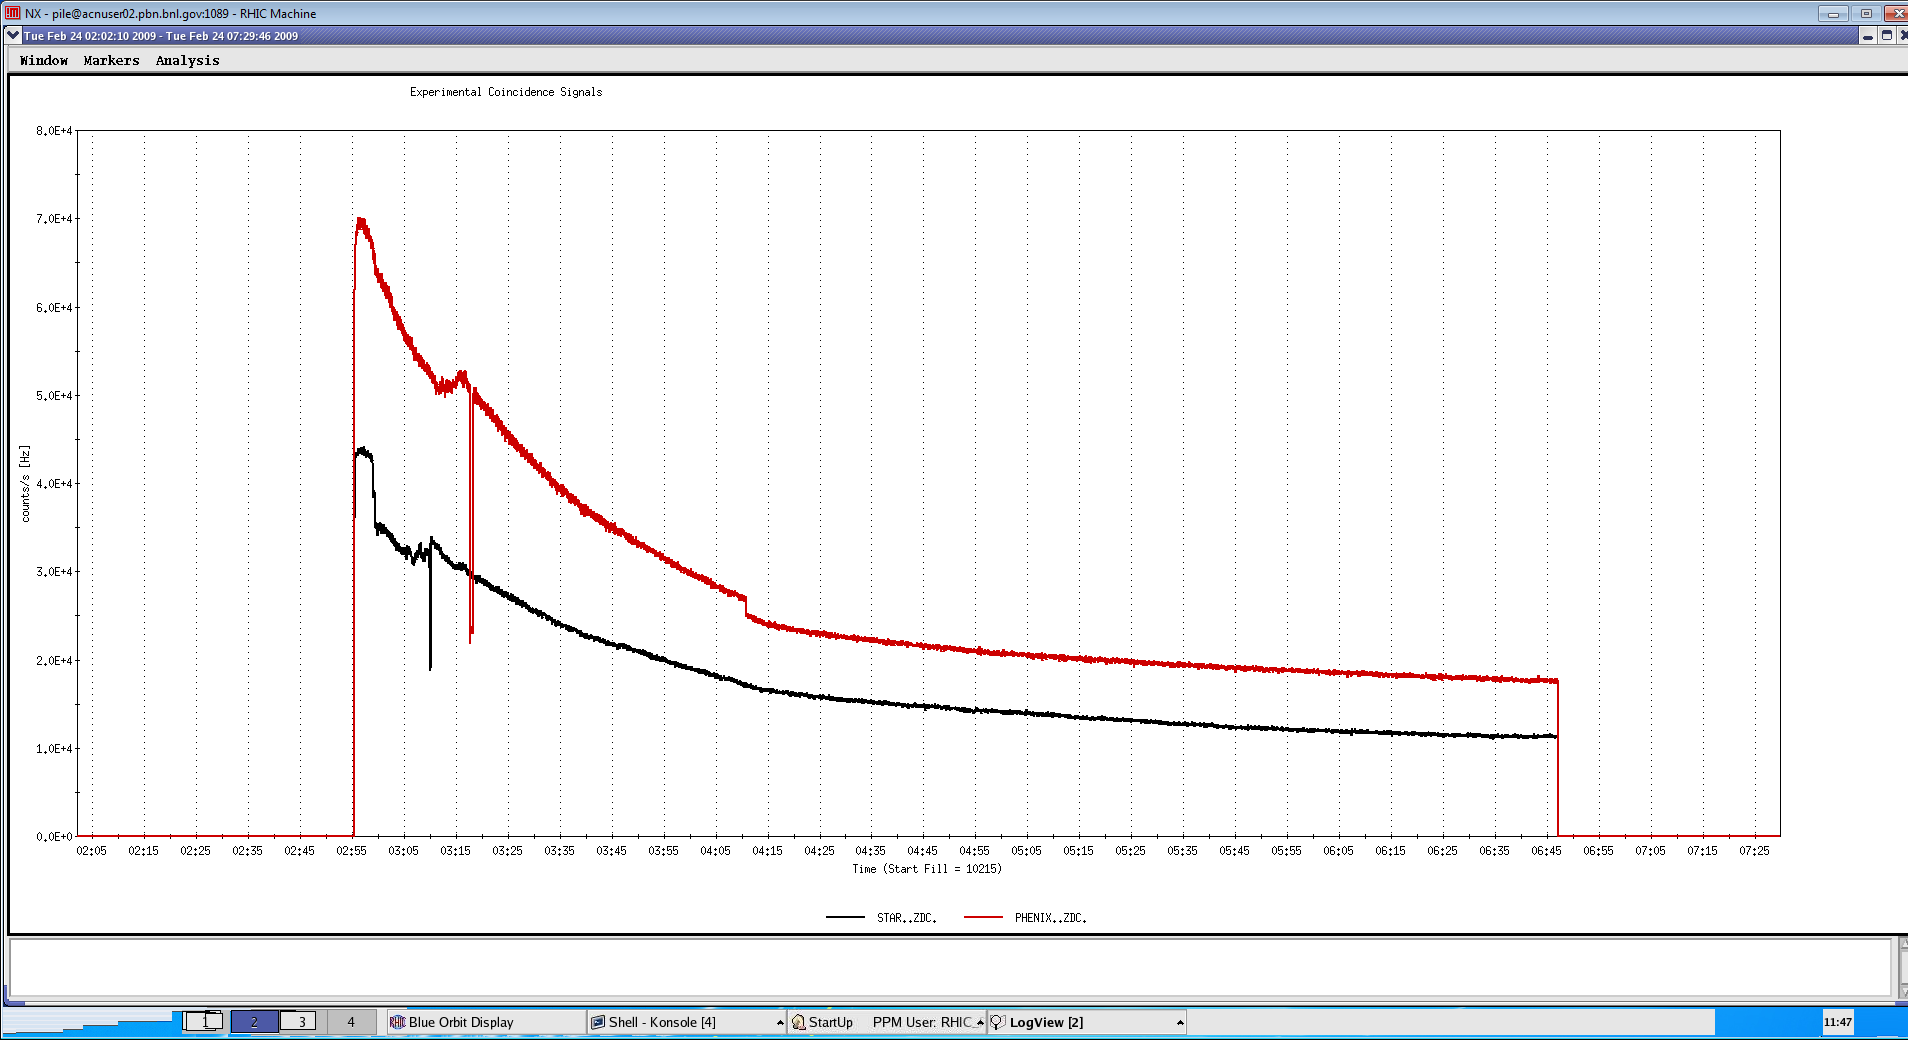 NX - pile@acnuser02.pbn.bnl.gov:1089 - RHIC Machine
Tue Feb 24 02:02:10 2009 - Tue Feb 24 07:29:46 2009
Window Markers Analysis
Experimental Coincidence Signals
8.0E+4
7.0E+4
6.0E+4
5.0E+4
4.0E+4
3.0E+4
2.0E+4
1.0E+4
0.0E+0
counts/s [Hz]
02:05 02:15 02:25 02:35 02:45 02:55 03:05 03:15 03:25 03:35 03:45 03:55 04:05 04:15 04:25 04:35 04:45 04:55 05:05 05:15 05:25 05:35 05:45 05:55 06:05 06:15 06:25 06:35 06:45 06:55 07:05 07:15 07:25
Time (Start Fill = 10215)
STAR..ZDC. PHENIX..ZDC.
1 2 3 4 RHIC Blue Orbit Display Shell - Konsole [4] StartUp PPM User: RHIC LogView [2] 11:47